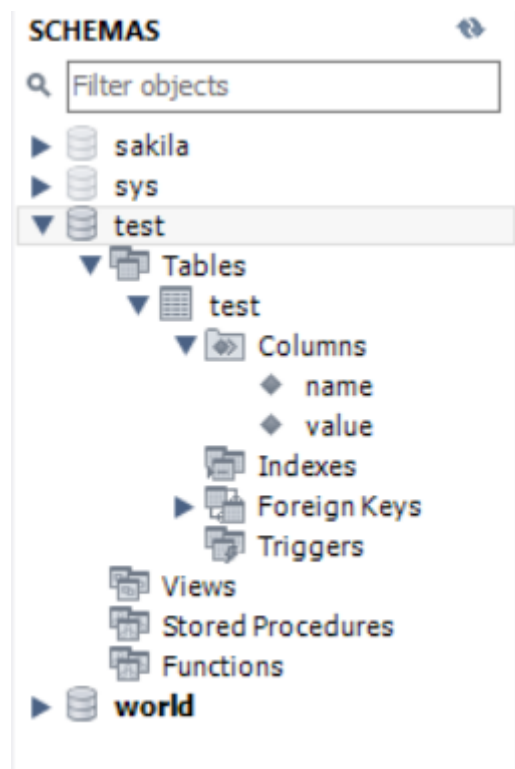 SCHEMAS
Filter objects
sakila
sys
test
Tables
test
Columns
name
value
Indexes
Foreign Keys
Triggers
Views
Stored Procedures
Functions
world